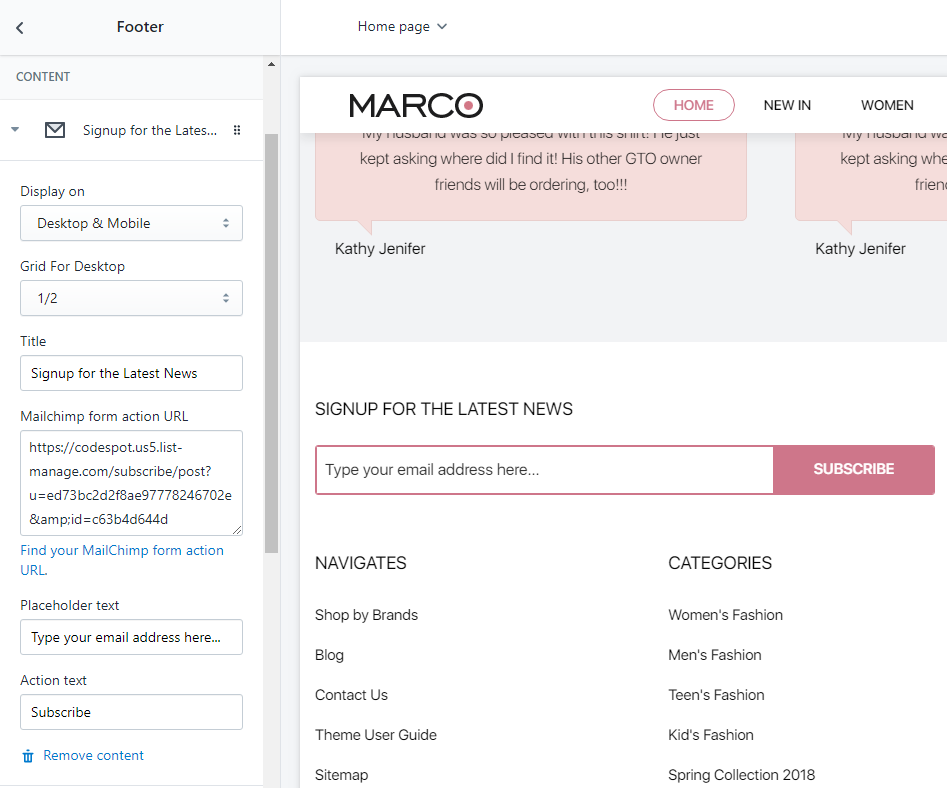 Footer
CONTENT
Signup for the Lates...
Display on
Desktop & Mobile
Grid For Desktop
1/2
Title
Signup for the Latest News
Mailchimp form action URL
https://codespot.us5.list-
manage.com/subscribe/post?
u=ed73bc2d2f8ae97778246702e
&amp;id=c63b4d644d
Find your MailChimp form action
URL.
Placeholder text
Type your email address here...
Action text
Subscribe
Remove content
Home page
MARCO
HOME
NEW IN
WOMEN
My husband was so pleased with this shirt! He just
kept asking where did I find it! His other GTO owner
friends will be ordering, too!!!
Kathy Jenifer
My husband wa
kept asking whe
frien
Kathy Jenifer
SIGNUP FOR THE LATEST NEWS
Type your email address here...
SUBSCRIBE
NAVIGATES
Shop by Brands
Blog
Contact Us
Theme User Guide
Sitemap
CATEGORIES
Women's Fashion
Men's Fashion
Teen's Fashion
Kid's Fashion
Spring Collection 2018